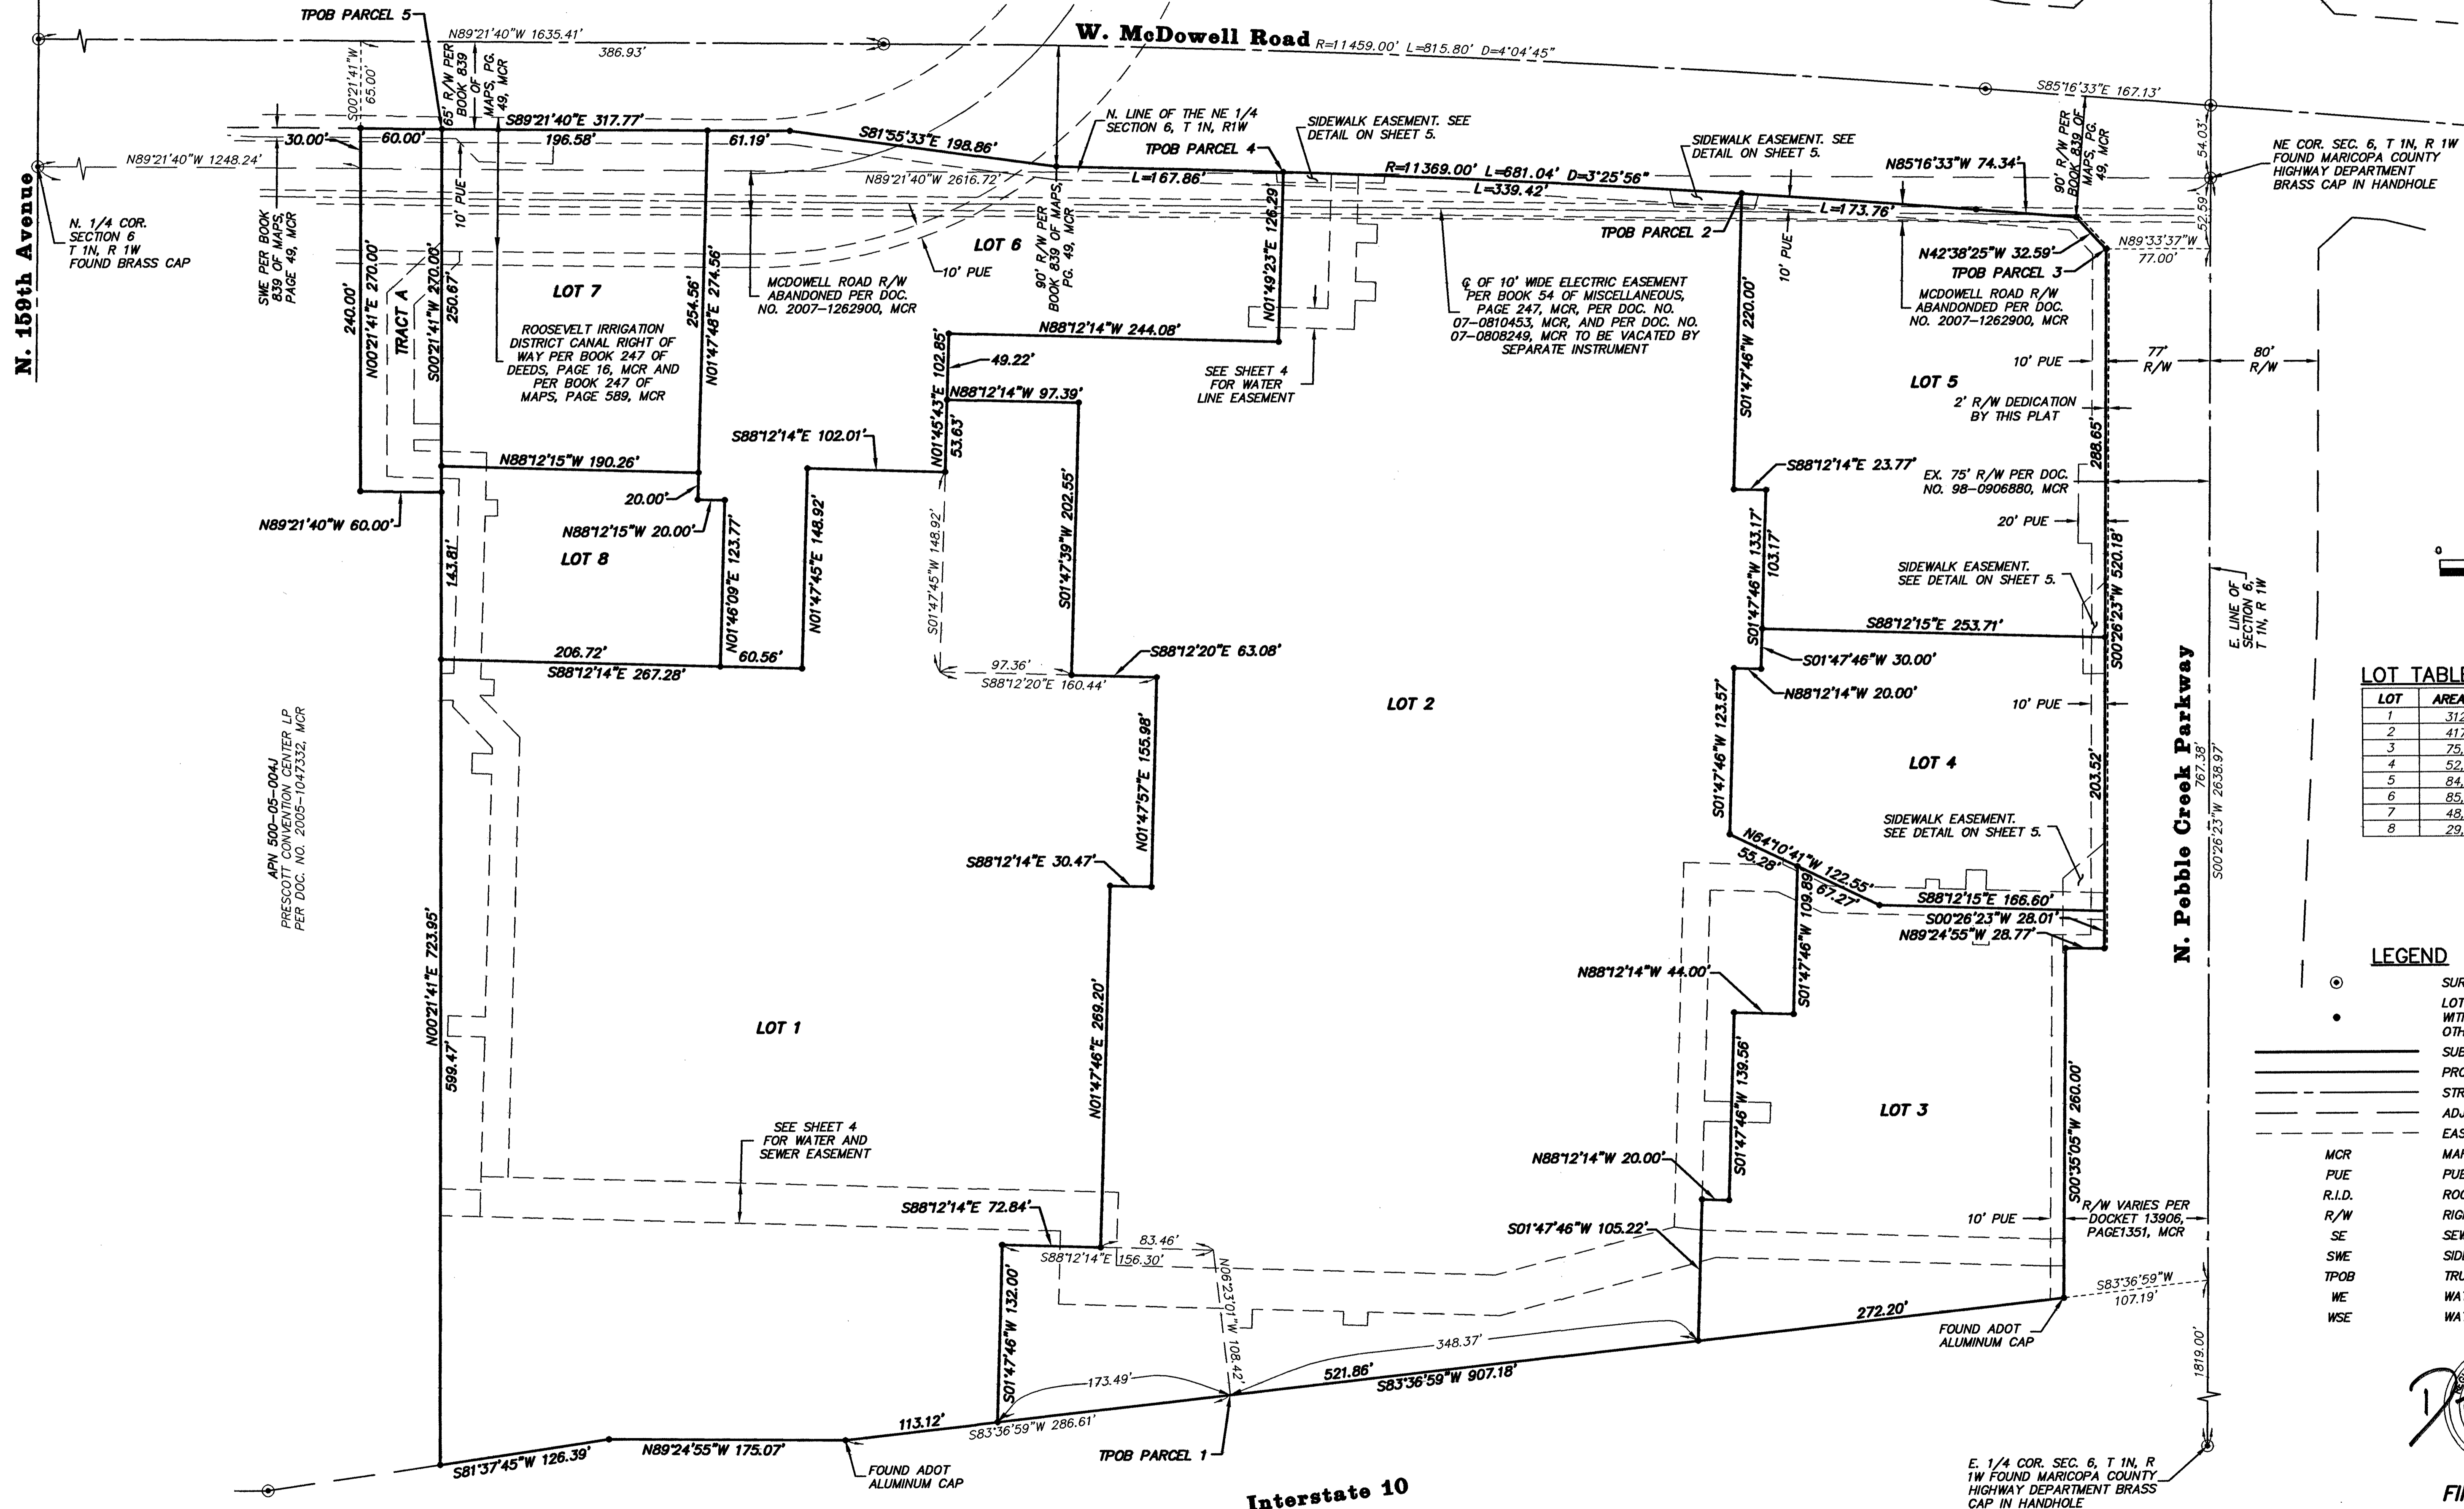 TPOB PARCEL 5
N89°21'40"W 1635.41'
386.93'
W. McDowell Road
R=11459.00' L=815.80' D=4°04'45"
S85°16'33"E 167.13'
S00°21'41"W
65.00'
65' R/W PER
BOOK 839
OF
MAPS, PG.
49, MCR
S89°21'40"E 317.77'
30.00'
60.00'
196.58'
61.19'
S81°55'33"E 198.86'
N. LINE OF THE NE 1/4
SECTION 6, T 1N, R1W
TPOB PARCEL 4
SIDEWALK EASEMENT. SEE
DETAIL ON SHEET 5.
SIDEWALK EASEMENT. SEE
DETAIL ON SHEET 5.
N85°16'33"W 74.34'
90' R/W PER
BOOK 839 OF
MAPS, PG.
49, MCR
54.03'
52.59'
NE COR. SEC. 6, T 1N, R 1W
FOUND MARICOPA COUNTY
HIGHWAY DEPARTMENT
BRASS CAP IN HANDHOLE
N89°21'40"W 1248.24'
N89°21'40"W 2616.72'
L=167.86'
R=11369.00' L=681.04' D=3°25'56"
L=339.42'
L=173.76'
N. 159th Avenue
N. 1/4 COR.
SECTION 6
T 1N, R 1W
FOUND BRASS CAP
SWE PER BOOK
839 OF MAPS,
PAGE 49, MCR
240.00'
N00°21'41"E 270.00'
TRACT A
S00°21'41"W 270.00'
250.67'
10' PUE
LOT 7
ROOSEVELT IRRIGATION
DISTRICT CANAL RIGHT OF
WAY PER BOOK 247 OF
DEEDS, PAGE 16, MCR AND
PER BOOK 247 OF
MAPS, PAGE 589, MCR
254.56'
N01°47'48"E 274.56'
MCDOWELL ROAD R/W
ABANDONED PER DOC.
NO. 2007-1262900, MCR
10' PUE
LOT 6
90' R/W PER
BOOK 839 OF MAPS,
PG. 49, MCR
N01°49'23"E 126.29'
N88°12'14"W 244.08'
SEE SHEET 4
FOR WATER
LINE EASEMENT
℄ OF 10' WIDE ELECTRIC EASEMENT
PER BOOK 54 OF MISCELLANEOUS,
PAGE 247, MCR, PER DOC. NO.
07-0810453, MCR, AND PER DOC. NO.
07-0808249, MCR TO BE VACATED BY
SEPARATE INSTRUMENT
TPOB PARCEL 2
10' PUE
N42°38'25"W 32.59'
TPOB PARCEL 3
N89°33'37"W
77.00'
MCDOWELL ROAD R/W
ABANDONDED PER DOC.
NO. 2007-1262900, MCR
10' PUE
77'
R/W
80'
R/W
LOT 5
2' R/W DEDICATION
BY THIS PLAT
S01°47'46"W 220.00'
288.65'
N01°45'43"E 102.85'
49.22'
N88°12'14"W 97.39'
53.63'
S88°12'14"E 102.01'
N88°12'15"W 190.26'
20.00'
N88°12'15"W 20.00'
N89°21'40"W 60.00'
LOT 8
143.81'
N01°46'09"E 123.77'
N01°47'45"E 148.92'
S01°47'45"W 148.92'
S01°47'39"W 202.55'
S88°12'14"E 23.77'
EX. 75' R/W PER DOC.
NO. 98-0906880, MCR
20' PUE
S01°47'46"W 133.17'
103.17'
SIDEWALK EASEMENT.
SEE DETAIL ON SHEET 5.
S00°26'23"W 520.18'
E. LINE OF
SECTION 6,
T 1N, R 1W
0
206.72'
60.56'
S88°12'14"E 267.28'
97.36'
S88°12'20"E 160.44'
S88°12'20"E 63.08'
S88°12'15"E 253.71'
S01°47'46"W 30.00'
N88°12'14"W 20.00'
LOT 2
10' PUE
LOT 4
S01°47'46"W 123.57'
203.52'
N. Pebble Creek Parkway
767.38'
S00°26'23"W 2638.97'
LOT TABLE
LOT AREA
1 312
2 417
3 75,
4 52,
5 84,
6 85,
7 48,
8 29,
APN 500-05-004J
PRESCOTT CONVENTION CENTER LP
PER DOC. NO. 2005-1047332, MCR
N01°47'57"E 155.98'
S88°12'14"E 30.47'
N64°10'41"W 122.55'
55.28'
67.27'
SIDEWALK EASEMENT.
SEE DETAIL ON SHEET 5.
S88°12'15"E 166.60'
S00°26'23"W 28.01'
N89°24'55"W 28.77'
S01°47'46"W 109.89'
N88°12'14"W 44.00'
N00°21'41"E 723.95'
599.47'
LOT 1
N01°47'46"E 269.20'
S01°47'46"W 139.56'
LOT 3
S00°35'05"W 260.00'
SEE SHEET 4
FOR WATER AND
SEWER EASEMENT
N88°12'14"W 20.00'
S01°47'46"W 105.22'
10' PUE
R/W VARIES PER
DOCKET 13906,
PAGE1351, MCR
S88°12'14"E 72.84'
83.46'
S88°12'14"E 156.30'
S01°47'46"W 132.00'
N06°23'01"W 108.42'
348.37'
173.49'
521.86'
S83°36'59"W 907.18'
272.20'
S83°36'59"W
107.19'
FOUND ADOT
ALUMINUM CAP
1819.00'
113.12'
S83°36'59"W 286.61'
TPOB PARCEL 1
S81°37'45"W 126.39'
N89°24'55"W 175.07'
FOUND ADOT
ALUMINUM CAP
Interstate 10
E. 1/4 COR. SEC. 6, T 1N, R
1W FOUND MARICOPA COUNTY
HIGHWAY DEPARTMENT BRASS
CAP IN HANDHOLE
LEGEND
SUR
LOT
WIT
OTH
SUB
PRO
STR
ADJ
EAS
MCR MAR
PUE PUB
R.I.D. ROO
R/W RIGH
SE SEW
SWE SIDE
TPOB TRU
WE WAT
WSE WAT